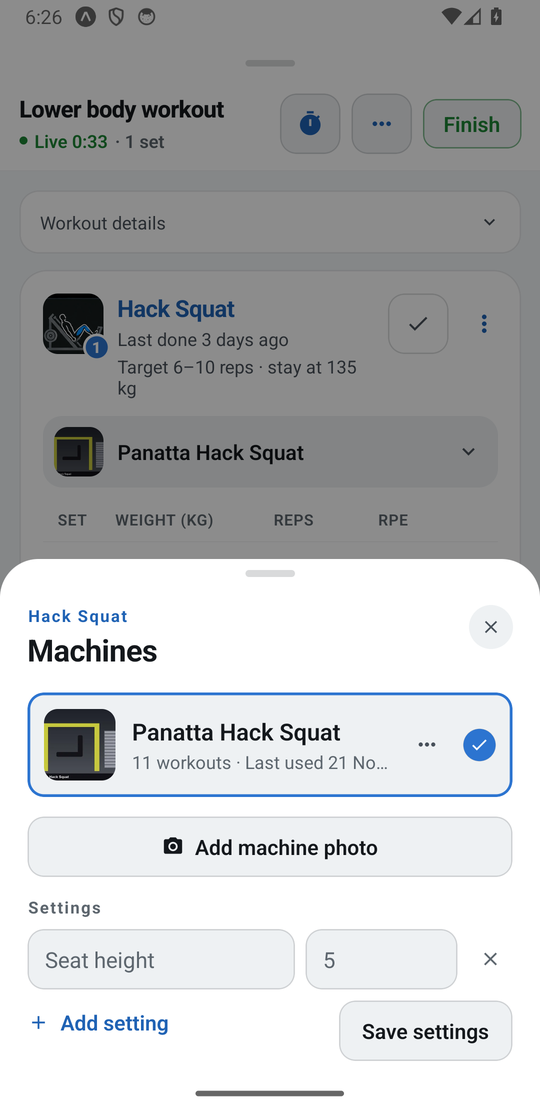 6:26
Lower body workout
Live 0:33 · 1 set
Finish
Workout details
Hack Squat
1
Last done 3 days ago
Target 6–10 reps · stay at 135
kg
Panatta Hack Squat
SET WEIGHT (KG) REPS RPE
Hack Squat
Machines
Panatta Hack Squat
11 workouts · Last used 21 No…
Hack Squat
Add machine photo
Settings
Seat height 5
+ Add setting
Save settings